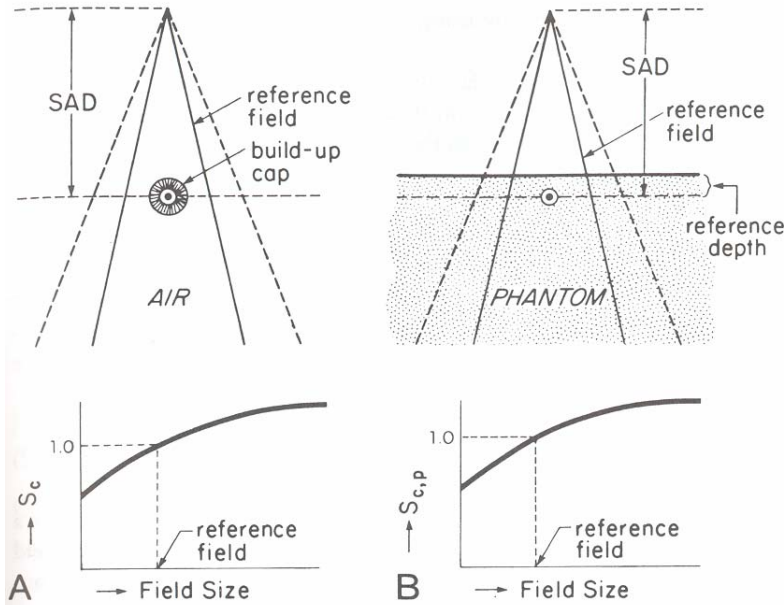 SAD
reference
field
build-up
cap
AIR
1.0
→ Sc
reference
field
A
→ Field Size
SAD
reference
field
reference
depth
PHANTOM
1.0
→ Sc,p
reference
field
B
→ Field Size